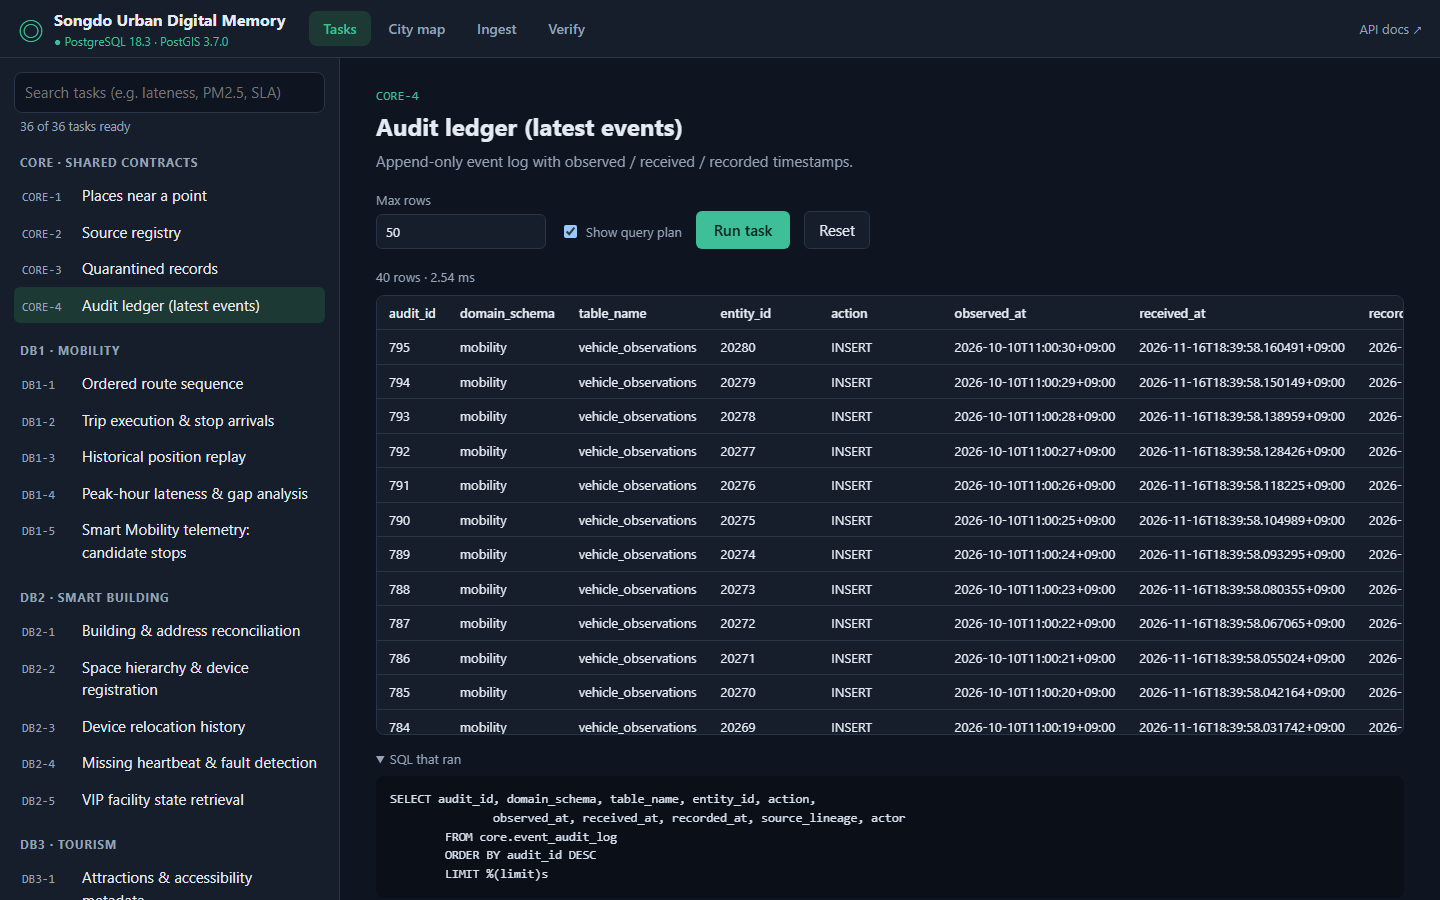 Songdo Urban Digital Memory
● PostgreSQL 18.3 · PostGIS 3.7.0
Tasks
City map
Ingest
Verify
API docs ↗
Search tasks (e.g. lateness, PM2.5, SLA)
36 of 36 tasks ready
CORE · SHARED CONTRACTS
CORE-1 Places near a point
CORE-2 Source registry
CORE-3 Quarantined records
CORE-4 Audit ledger (latest events)
DB1 · MOBILITY
DB1-1 Ordered route sequence
DB1-2 Trip execution & stop arrivals
DB1-3 Historical position replay
DB1-4 Peak-hour lateness & gap analysis
DB1-5 Smart Mobility telemetry:
candidate stops
DB2 · SMART BUILDING
DB2-1 Building & address reconciliation
DB2-2 Space hierarchy & device
registration
DB2-3 Device relocation history
DB2-4 Missing heartbeat & fault detection
DB2-5 VIP facility state retrieval
DB3 · TOURISM
DB3-1 Attractions & accessibility
metadata
CORE-4
Audit ledger (latest events)
Append-only event log with observed / received / recorded timestamps.
Max rows
50
Show query plan
Run task
Reset
40 rows · 2.54 ms
audit_id domain_schema table_name entity_id action observed_at received_at record
795 mobility vehicle_observations 20280 INSERT 2026-10-10T11:00:30+09:00 2026-11-16T18:39:58.160491+09:00 2026-
794 mobility vehicle_observations 20279 INSERT 2026-10-10T11:00:29+09:00 2026-11-16T18:39:58.150149+09:00 2026-
793 mobility vehicle_observations 20278 INSERT 2026-10-10T11:00:28+09:00 2026-11-16T18:39:58.138959+09:00 2026-
792 mobility vehicle_observations 20277 INSERT 2026-10-10T11:00:27+09:00 2026-11-16T18:39:58.128426+09:00 2026-
791 mobility vehicle_observations 20276 INSERT 2026-10-10T11:00:26+09:00 2026-11-16T18:39:58.118225+09:00 2026-
790 mobility vehicle_observations 20275 INSERT 2026-10-10T11:00:25+09:00 2026-11-16T18:39:58.104989+09:00 2026-
789 mobility vehicle_observations 20274 INSERT 2026-10-10T11:00:24+09:00 2026-11-16T18:39:58.093295+09:00 2026-
788 mobility vehicle_observations 20273 INSERT 2026-10-10T11:00:23+09:00 2026-11-16T18:39:58.080355+09:00 2026-
787 mobility vehicle_observations 20272 INSERT 2026-10-10T11:00:22+09:00 2026-11-16T18:39:58.067065+09:00 2026-
786 mobility vehicle_observations 20271 INSERT 2026-10-10T11:00:21+09:00 2026-11-16T18:39:58.055024+09:00 2026-
785 mobility vehicle_observations 20270 INSERT 2026-10-10T11:00:20+09:00 2026-11-16T18:39:58.042164+09:00 2026-
784 mobility vehicle_observations 20269 INSERT 2026-10-10T11:00:19+09:00 2026-11-16T18:39:58.031742+09:00 2026-
▼ SQL that ran
SELECT audit_id, domain_schema, table_name, entity_id, action,
observed_at, received_at, recorded_at, source_lineage, actor
FROM core.event_audit_log
ORDER BY audit_id DESC
LIMIT %(limit)s